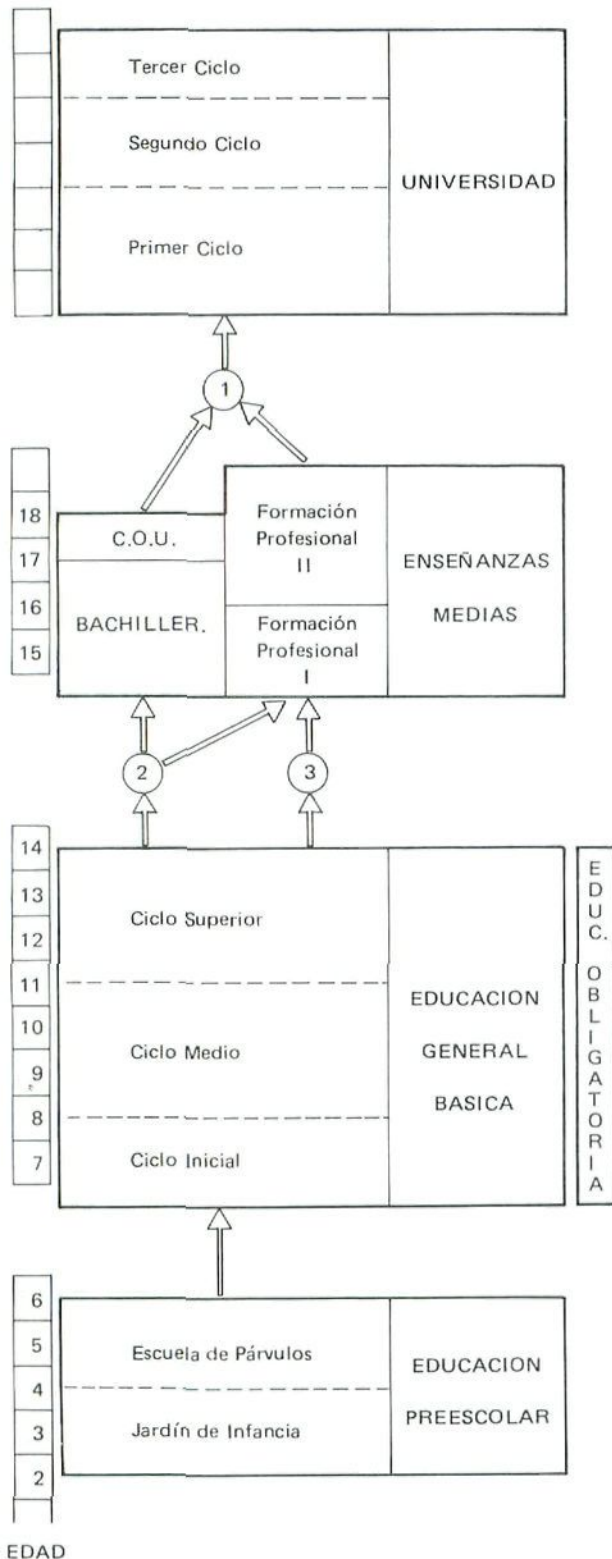 Tercer Ciclo
Segundo Ciclo
Primer Ciclo
UNIVERSIDAD
1
18
17
16
15
C.O.U.
BACHILLER.
Formación
Profesional
II
Formación
Profesional
I
ENSEÑANZAS
MEDIAS
2
3
14
13
12
11
10
9
8
7
Ciclo Superior
Ciclo Medio
Ciclo Inicial
EDUCACION
GENERAL
BASICA
EDUC. OBLIGATORIA
6
5
4
3
2
Escuela de Párvulos
Jardín de Infancia
EDUCACION
PREESCOLAR
EDAD